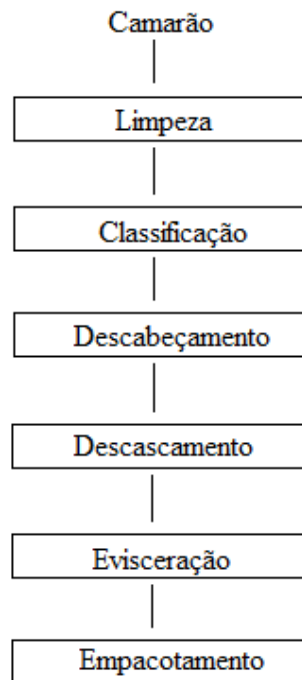 Camarão
Limpeza
Classificação
Descabeçamento
Descascamento
Evisceração
Empacotamento